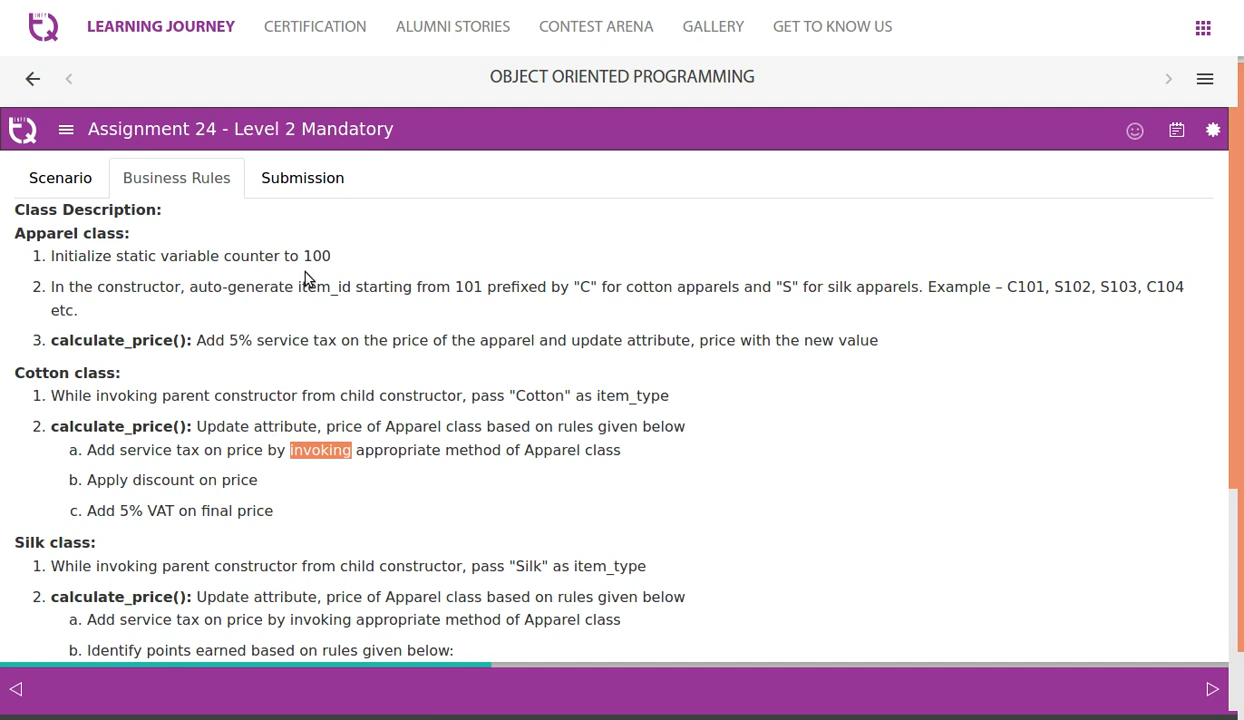 INFY TQ LEARNING JOURNEY CERTIFICATION ALUMNI STORIES CONTEST ARENA GALLERY GET TO KNOW US
OBJECT ORIENTED PROGRAMMING
INFY TQ Assignment 24 - Level 2 Mandatory
Scenario Business Rules Submission
Class Description:
Apparel class:
1. Initialize static variable counter to 100
2. In the constructor, auto-generate item_id starting from 101 prefixed by "C" for cotton apparels and "S" for silk apparels. Example – C101, S102, S103, C104
etc.
3. calculate_price(): Add 5% service tax on the price of the apparel and update attribute, price with the new value
Cotton class:
1. While invoking parent constructor from child constructor, pass "Cotton" as item_type
2. calculate_price(): Update attribute, price of Apparel class based on rules given below
a. Add service tax on price by invoking appropriate method of Apparel class
b. Apply discount on price
c. Add 5% VAT on final price
Silk class:
1. While invoking parent constructor from child constructor, pass "Silk" as item_type
2. calculate_price(): Update attribute, price of Apparel class based on rules given below
a. Add service tax on price by invoking appropriate method of Apparel class
b. Identify points earned based on rules given below: